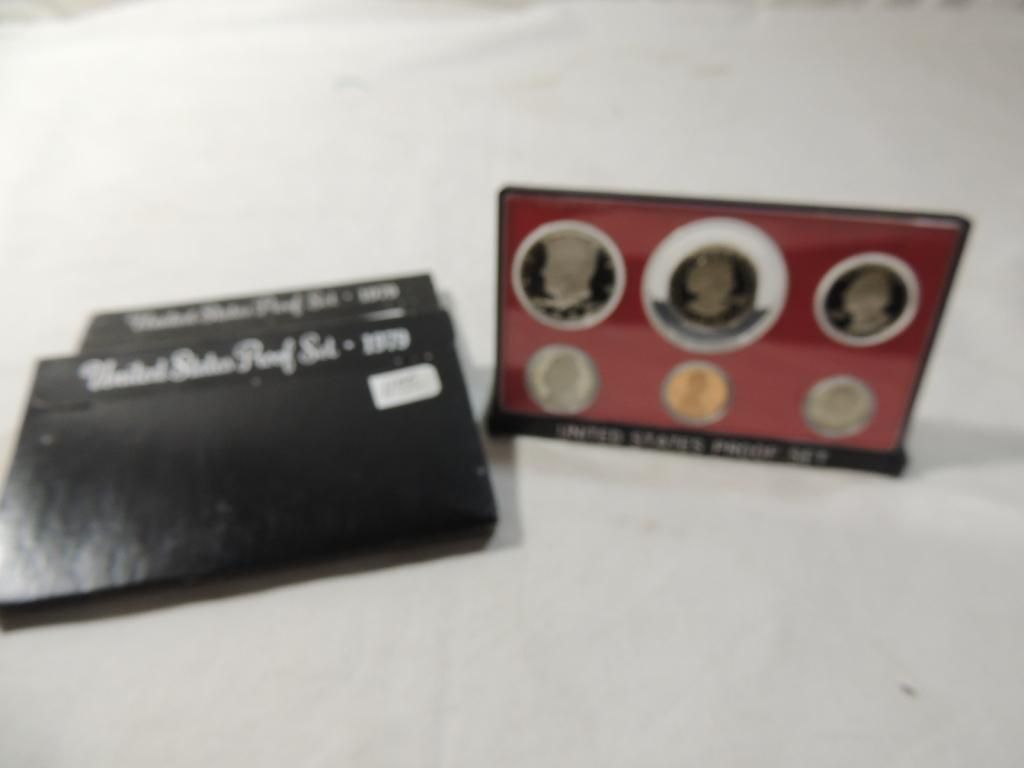 United States Proof Set · 1979
United States Proof Set · 1979
UNITED STATES PROOF SET